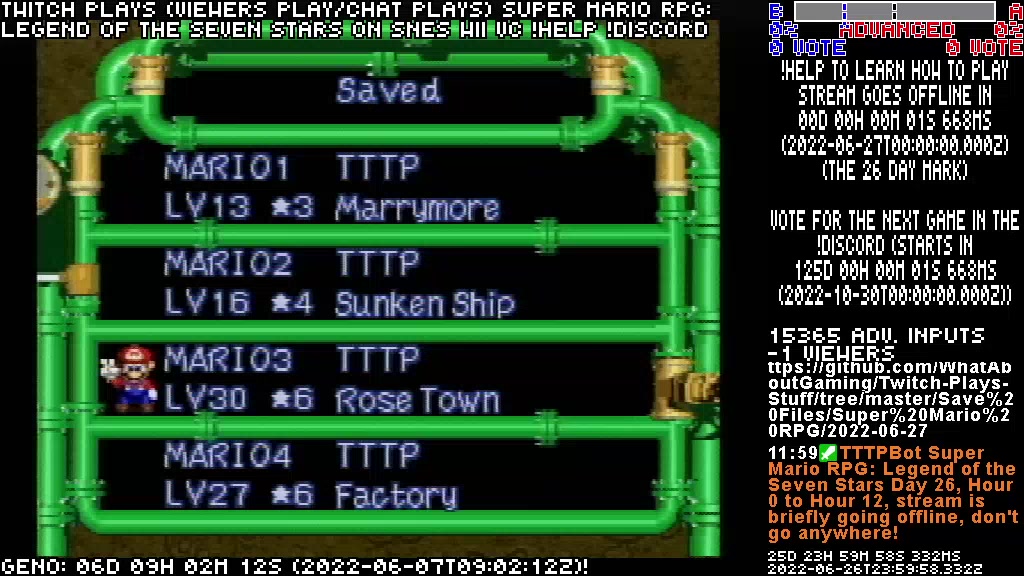 TWITCH PLAYS (VIEWERS PLAY/CHAT PLAYS) SUPER MARIO RPG:
LEGEND OF THE SEVEN STARS ON SNES WII VC !HELP !DISCORD
Saved
MARIO1 TTTP
LV13 ★3 Marrymore
MARIO2 TTTP
LV16 ★4 Sunken Ship
MARIO3 TTTP
LV30 ★6 Rose Town
MARIO4 TTTP
LV27 ★6 Factory
GENO: 06D 09H 02M 12S (2022-06-07T09:02:12Z)!
B A
0% ADVANCED 0%
0 VOTE 0 VOTE
!HELP TO LEARN HOW TO PLAY
STREAM GOES OFFLINE IN
00D 00H 00M 01S 668MS
(2022-06-27T00:00:00.000Z)
(THE 26 DAY MARK)
VOTE FOR THE NEXT GAME IN THE
!DISCORD (STARTS IN
125D 00H 00M 01S 668MS
(2022-10-30T00:00:00.000Z))
15365 ADV. INPUTS
-1 VIEWERS
ttps://github.com/WhatAb
outGaming/Twitch-Plays-
Stuff/tree/master/Save%2
0Files/Super%20Mario%2
0RPG/2022-06-27
11:59 TTTPBot Super
Mario RPG: Legend of the
Seven Stars Day 26, Hour
0 to Hour 12, stream is
briefly going offline, don't
go anywhere!
25D 23H 59M 58S 332MS
2022-06-26T23:59:58.332Z